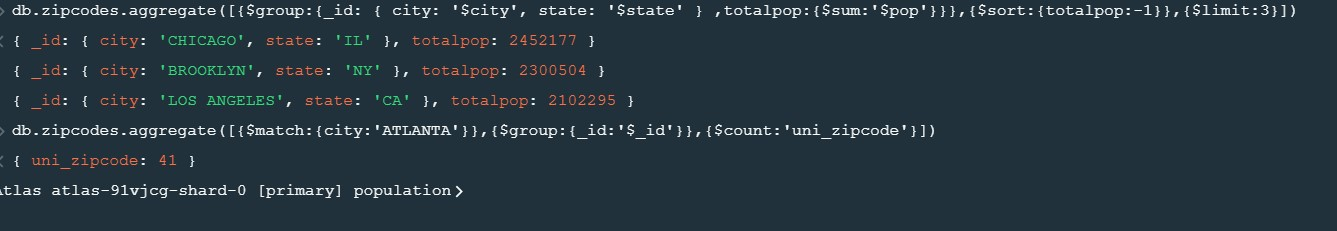 > db.zipcodes.aggregate([{$group:{_id: { city: '$city', state: '$state' } ,totalpop:{$sum:'$pop'}}},{$sort:{totalpop:-1}},{$limit:3}])
< { _id: { city: 'CHICAGO', state: 'IL' }, totalpop: 2452177 }
{ _id: { city: 'BROOKLYN', state: 'NY' }, totalpop: 2300504 }
{ _id: { city: 'LOS ANGELES', state: 'CA' }, totalpop: 2102295 }
> db.zipcodes.aggregate([{$match:{city:'ATLANTA'}},{$group:{_id:'$_id'}},{$count:'uni_zipcode'}])
< { uni_zipcode: 41 }
Atlas atlas-91vjcg-shard-0 [primary] population>